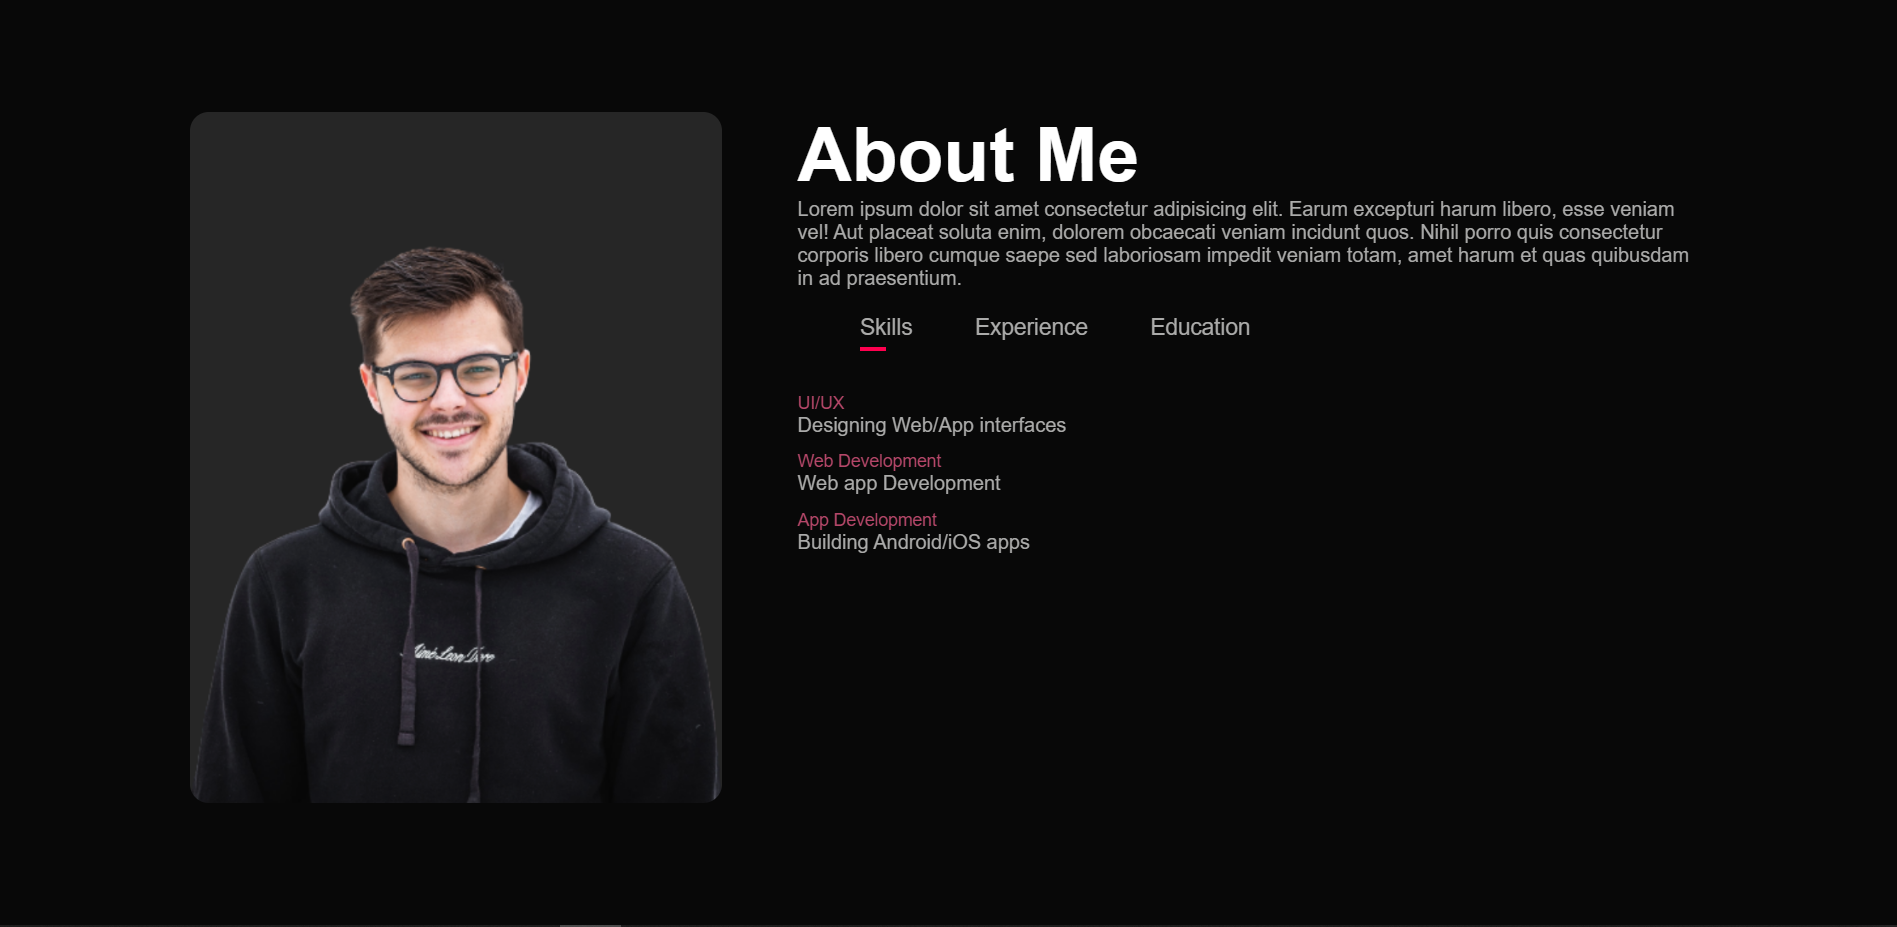 About Me
Lorem ipsum dolor sit amet consectetur adipisicing elit. Earum excepturi harum libero, esse veniam
vel! Aut placeat soluta enim, dolorem obcaecati veniam incidunt quos. Nihil porro quis consectetur
corporis libero cumque saepe sed laboriosam impedit veniam totam, amet harum et quas quibusdam
in ad praesentium.
Skills Experience Education
UI/UX
Designing Web/App interfaces
Web Development
Web app Development
App Development
Building Android/iOS apps
Aimé Leon Dore